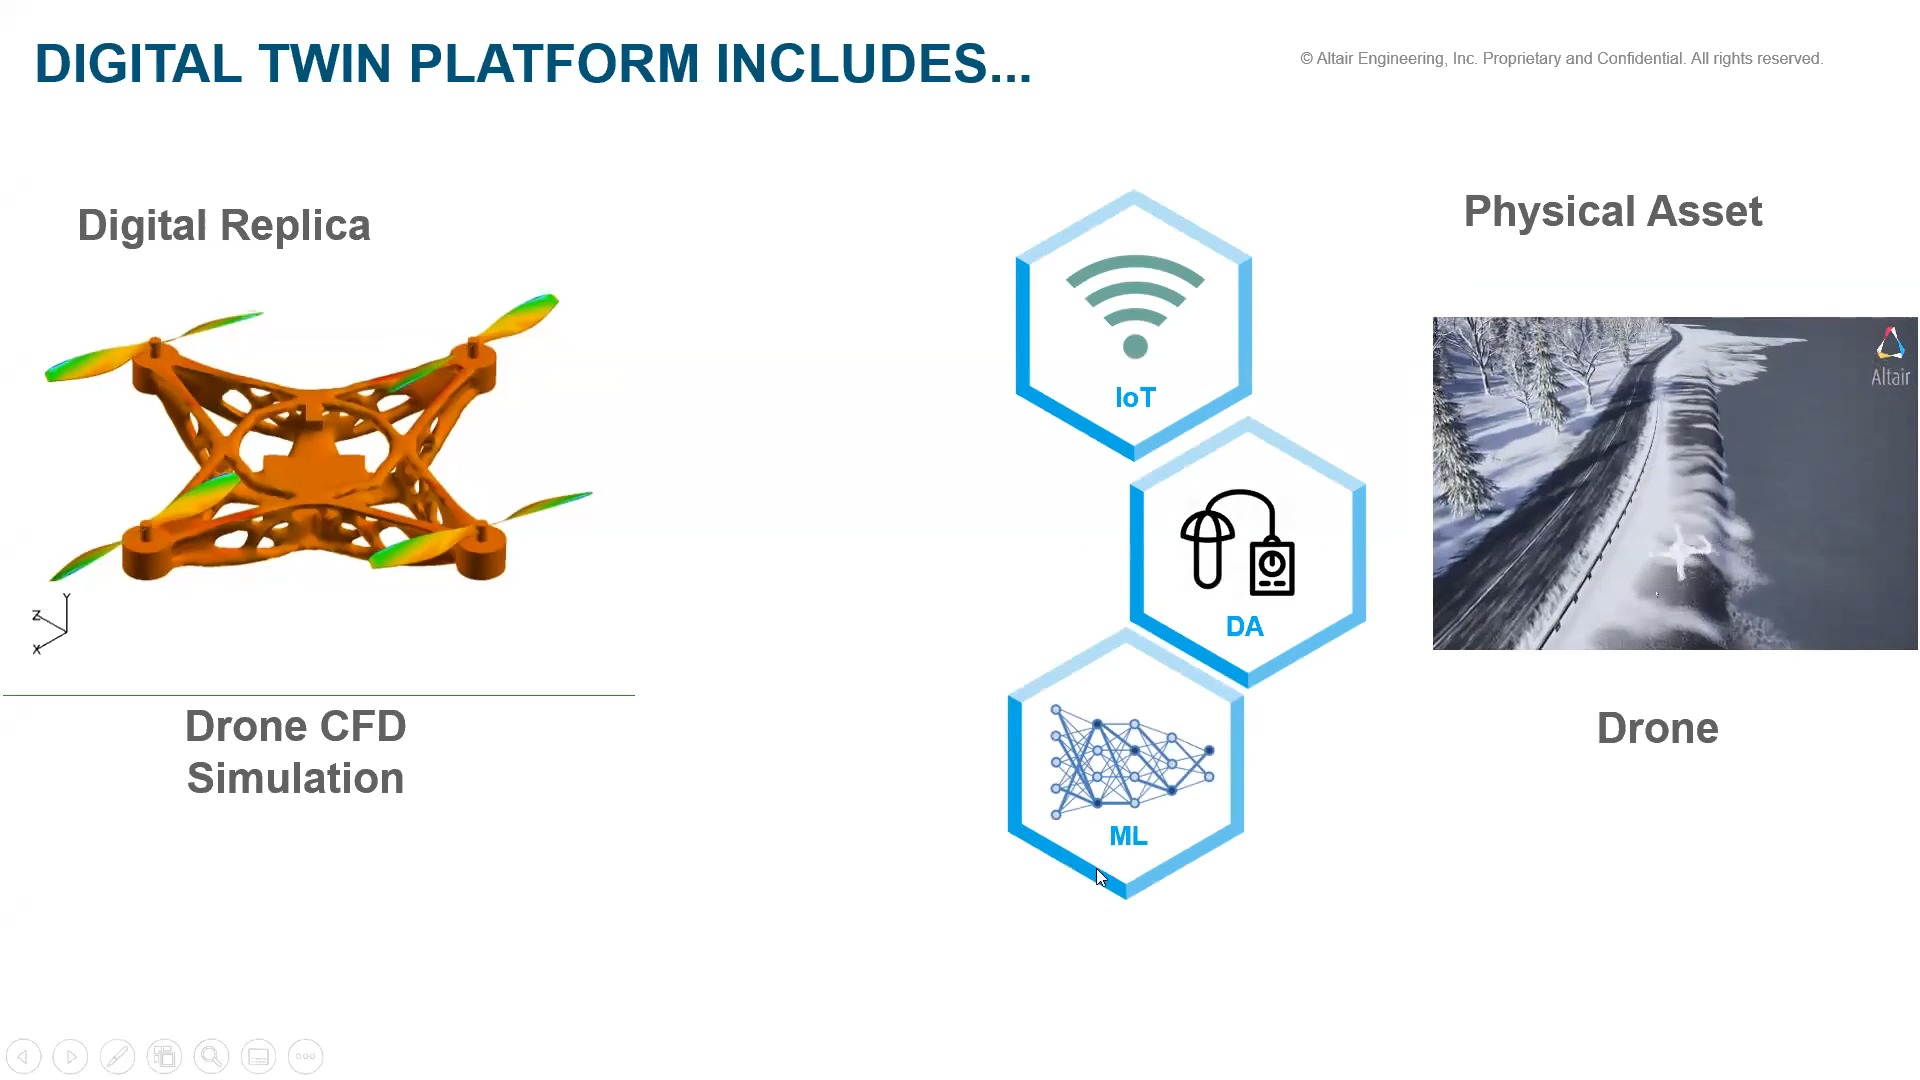 DIGITAL TWIN PLATFORM INCLUDES...
© Altair Engineering, Inc. Proprietary and Confidential. All rights reserved.
Digital Replica
Physical Asset
IoT
Altair
DA
Y
Z
X
Drone CFD
Simulation
Drone
ML